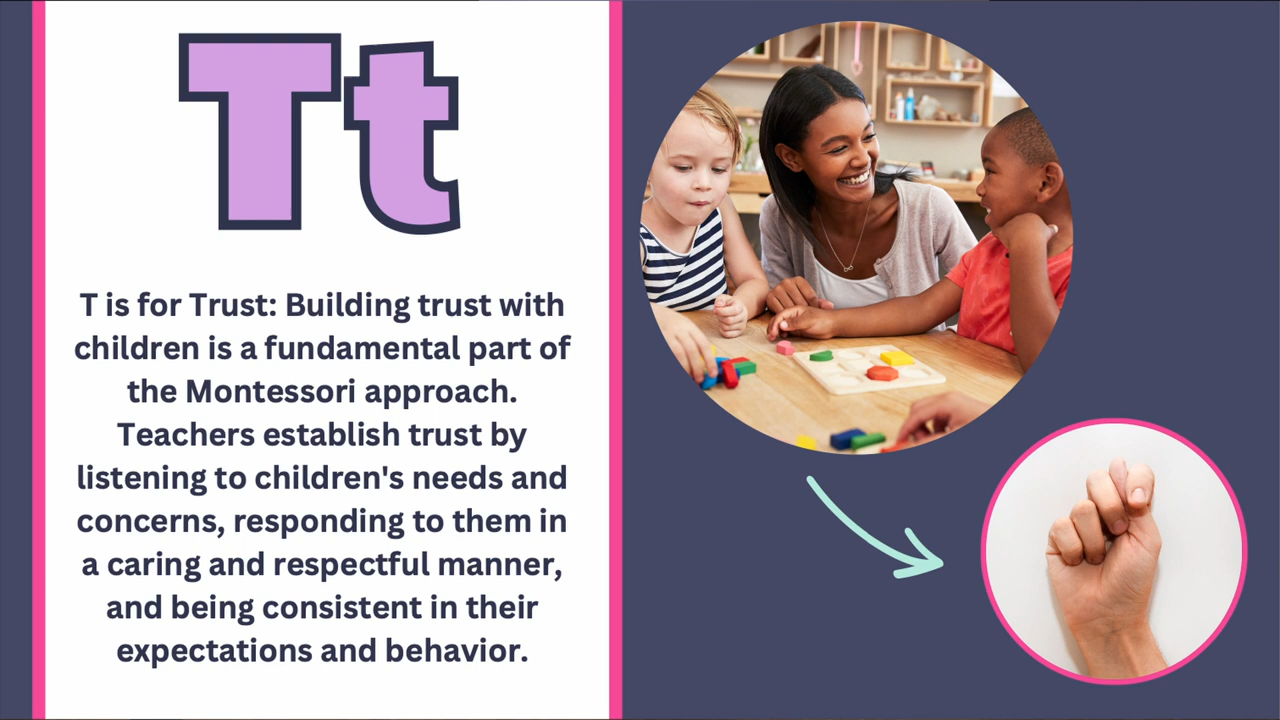 Tt
T is for Trust: Building trust with
children is a fundamental part of
the Montessori approach.
Teachers establish trust by
listening to children's needs and
concerns, responding to them in
a caring and respectful manner,
and being consistent in their
expectations and behavior.